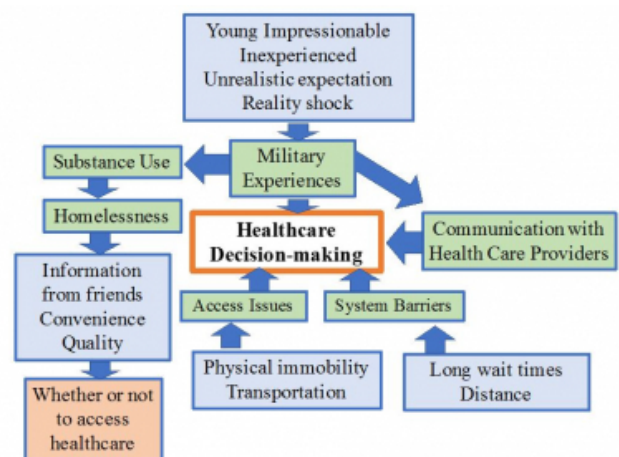 Young Impressionable
Inexperienced
Unrealistic expectation
Reality shock
Substance Use
Military
Experiences
Homelessness
Healthcare
Decision-making
Communication with
Health Care Providers
Information
from friends
Convenience
Quality
Access Issues
System Barriers
Physical immobility
Transportation
Long wait times
Distance
Whether or not
to access
healthcare